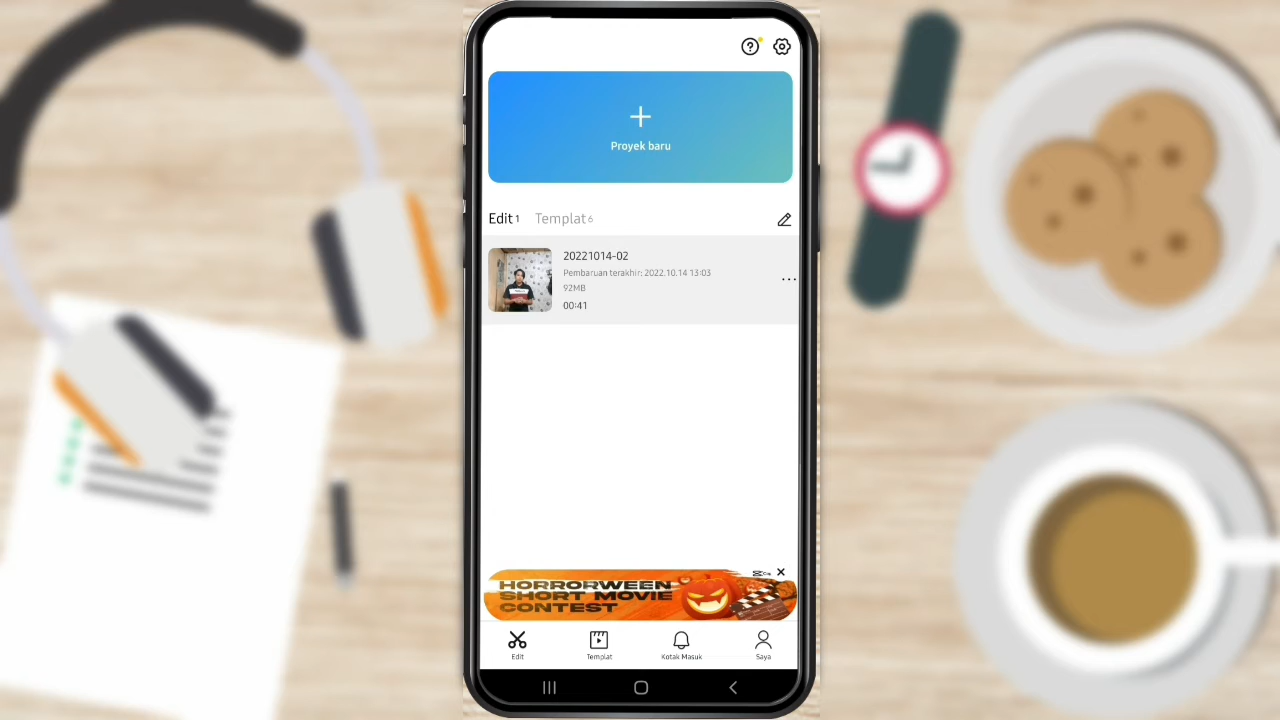 Proyek baru
Edit 1
Templat 6
20221014-02
Pembaruan terakhir: 2022.10.14 13:03
92MB
00:41
HORRORWEEN
SHORT MOVIE
CONTEST
Edit
Templat
Kotak Masuk
Saya